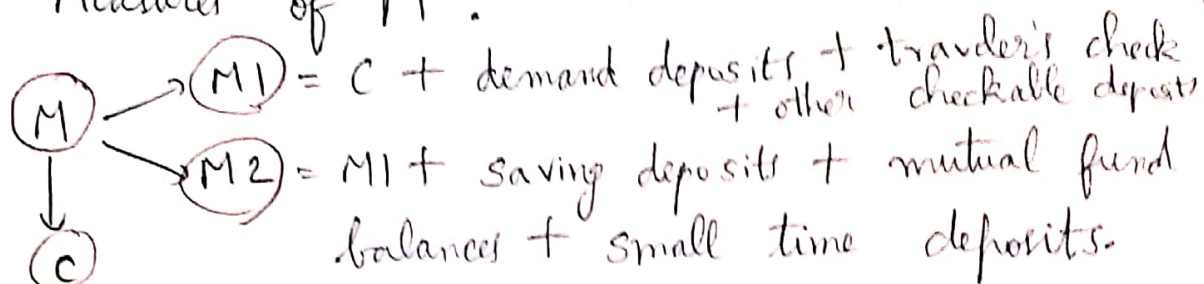 of M.
M M1 = C + demand deposits + traveler's check
+ other checkable deposits
M2 = M1 + saving deposits + mutual fund
C balances + small time deposits.